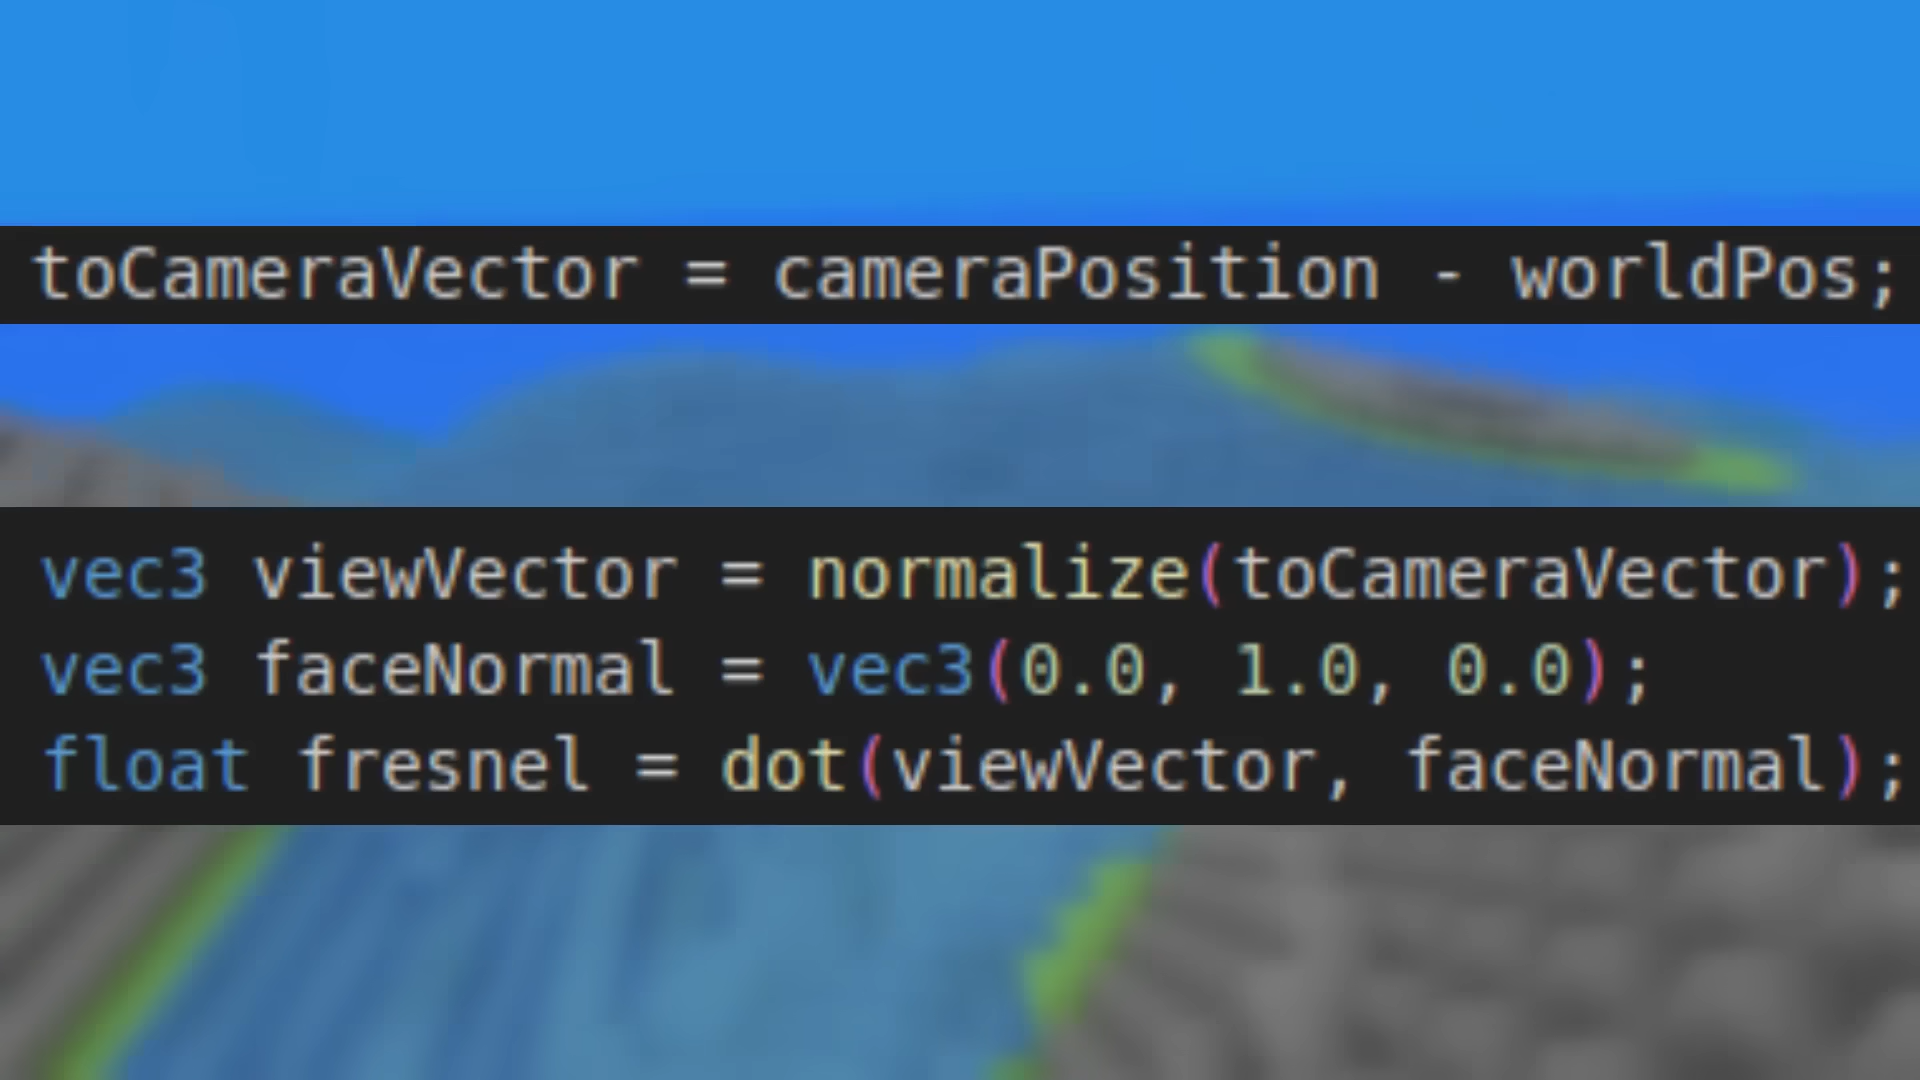 toCameraVector = cameraPosition - worldPos;
vec3 viewVector = normalize(toCameraVector);
vec3 faceNormal = vec3(0.0, 1.0, 0.0);
float fresnel = dot(viewVector, faceNormal);